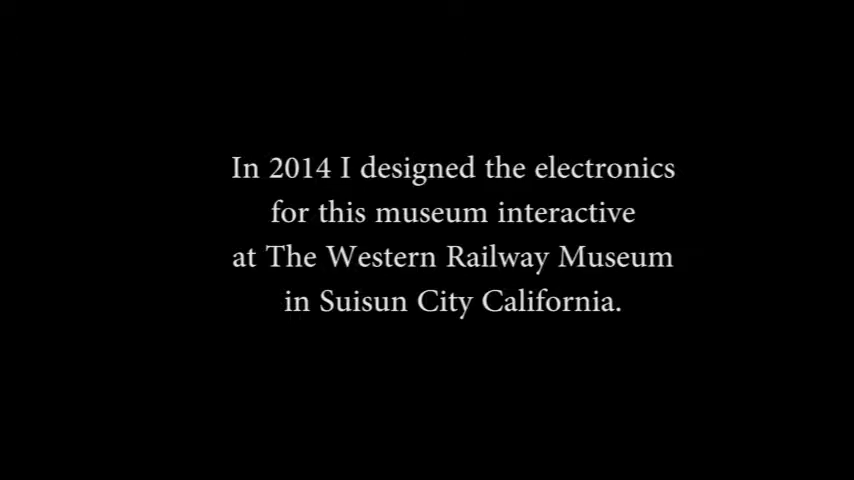 In 2014 I designed the electronics
for this museum interactive
at The Western Railway Museum
in Suisun City California.